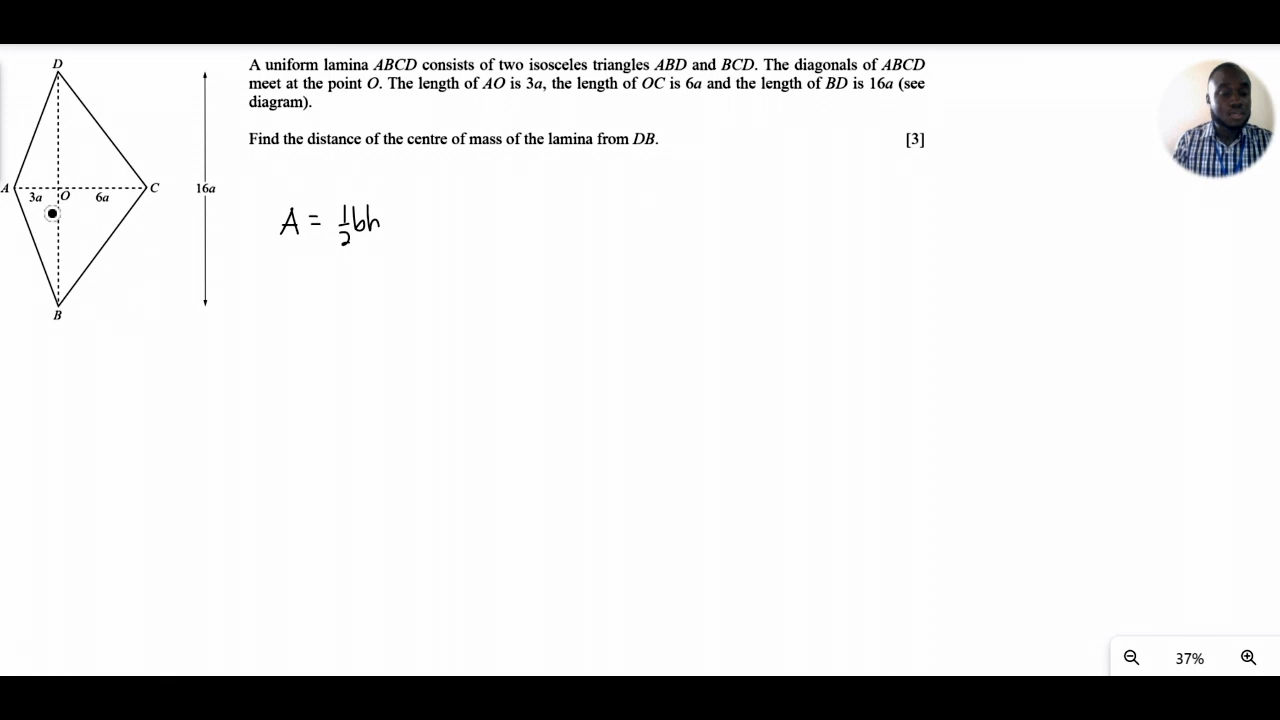 D
A uniform lamina ABCD consists of two isosceles triangles ABD and BCD. The diagonals of ABCD
meet at the point O. The length of AO is 3a, the length of OC is 6a and the length of BD is 16a (see
diagram).
Find the distance of the centre of mass of the lamina from DB. [3]
A 3a O 6a C 16a
A = 1/2 bh
B
37%